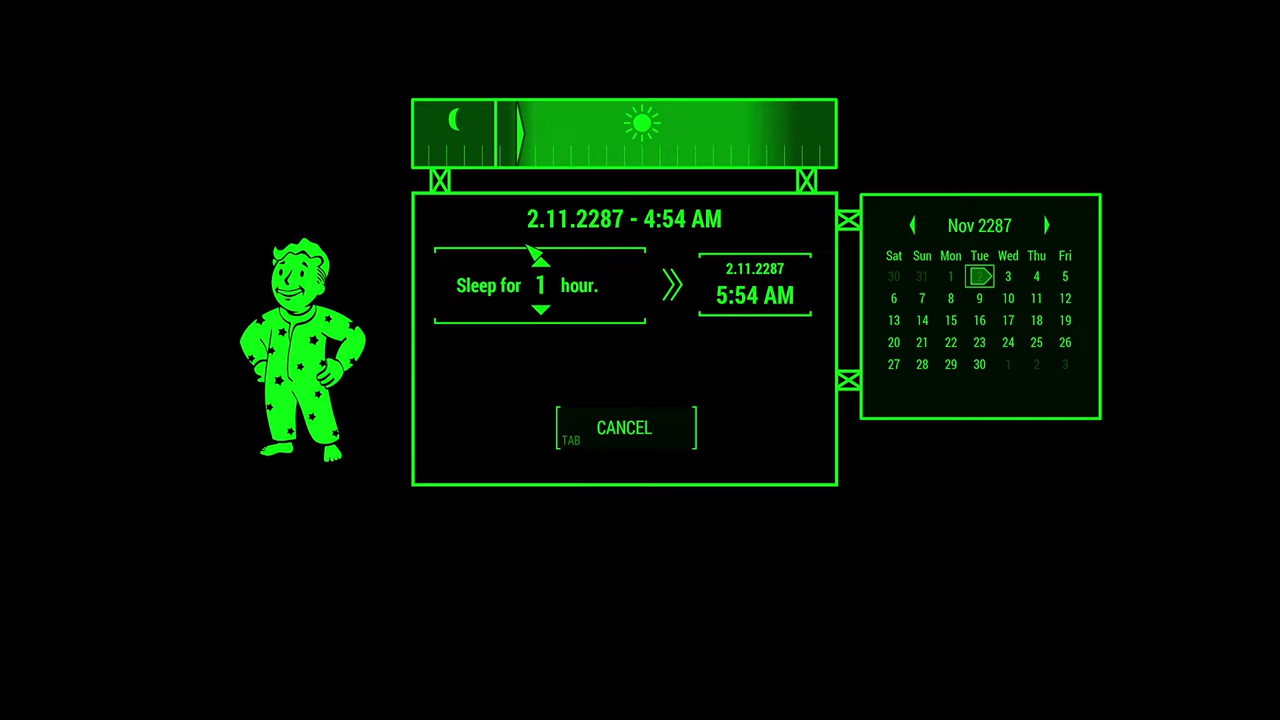 2.11.2287 - 4:54 AM
Sleep for 1 hour.
2.11.2287
5:54 AM
TAB CANCEL
Nov 2287
Sat Sun Mon Tue Wed Thu Fri
30 31 1 2 3 4 5
6 7 8 9 10 11 12
13 14 15 16 17 18 19
20 21 22 23 24 25 26
27 28 29 30 1 2 3